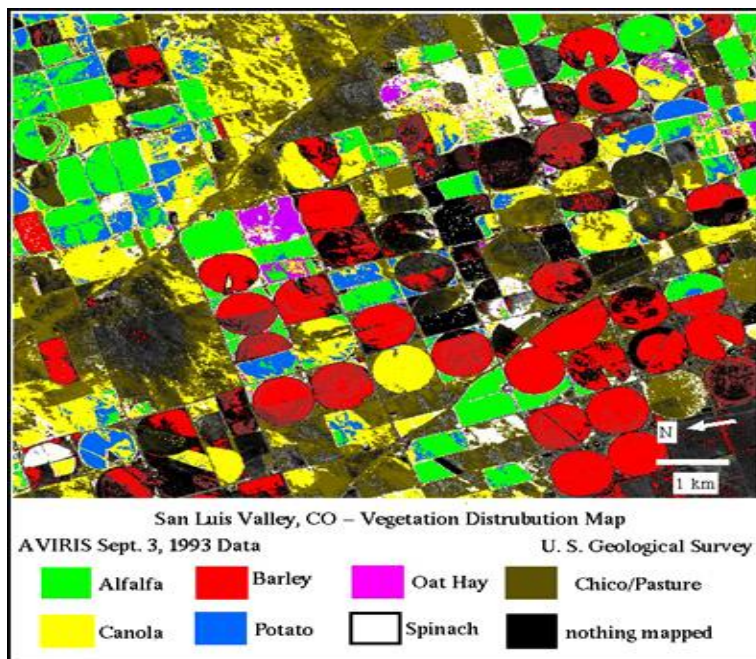 N
1 km
San Luis Valley, CO – Vegetation Distrubution Map
AVIRIS Sept. 3, 1993 Data U. S. Geological Survey
Alfalfa Barley Oat Hay Chico/Pasture
Canola Potato Spinach nothing mapped